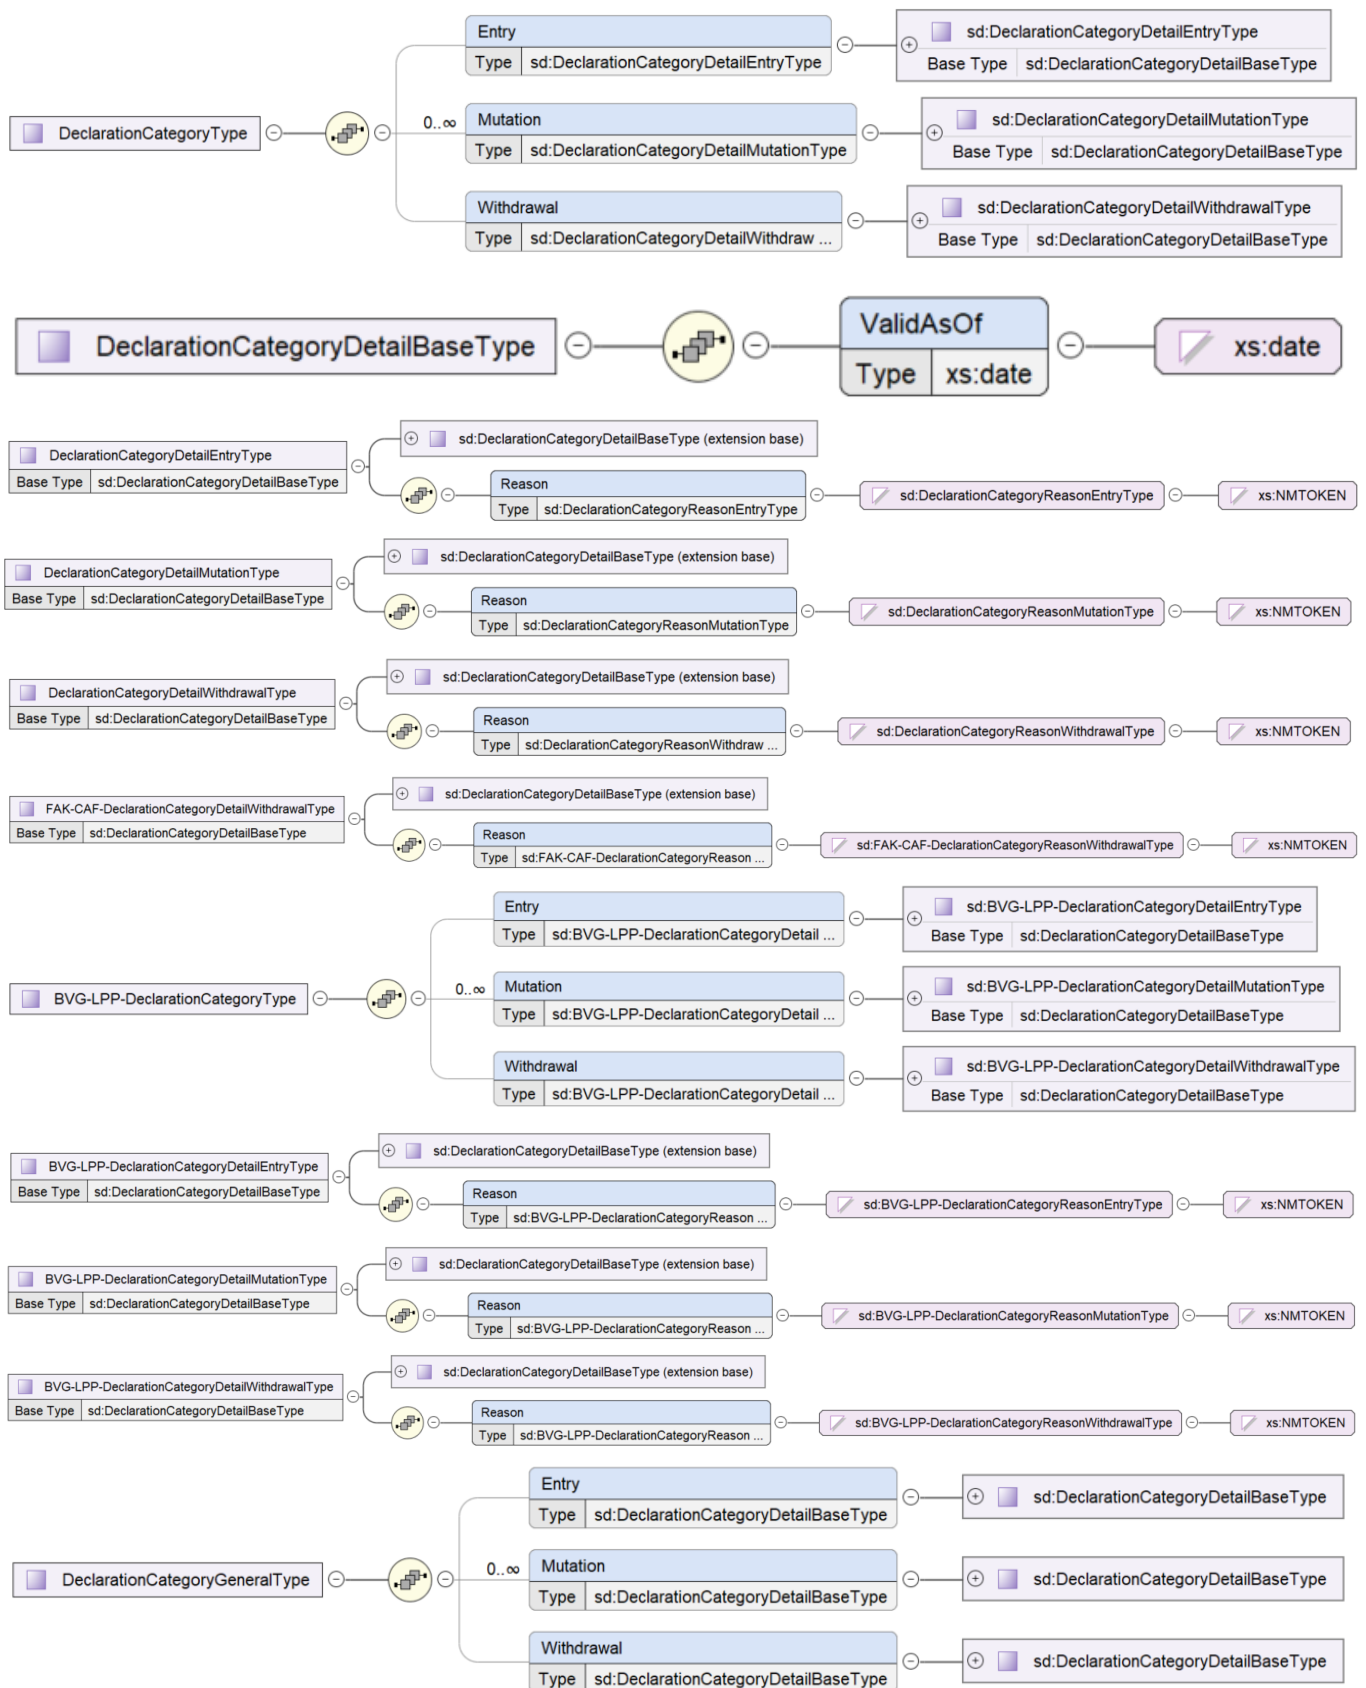 Entry
Type sd:DeclarationCategoryDetailEntryType
sd:DeclarationCategoryDetailEntryType
Base Type sd:DeclarationCategoryDetailBaseType
DeclarationCategoryType
0..∞
Mutation
Type sd:DeclarationCategoryDetailMutationType
sd:DeclarationCategoryDetailMutationType
Base Type sd:DeclarationCategoryDetailBaseType
Withdrawal
Type sd:DeclarationCategoryDetailWithdraw ...
sd:DeclarationCategoryDetailWithdrawalType
Base Type sd:DeclarationCategoryDetailBaseType
DeclarationCategoryDetailBaseType
ValidAsOf
Type xs:date
xs:date
DeclarationCategoryDetailEntryType
Base Type sd:DeclarationCategoryDetailBaseType
sd:DeclarationCategoryDetailBaseType (extension base)
Reason
Type sd:DeclarationCategoryReasonEntryType
sd:DeclarationCategoryReasonEntryType
xs:NMTOKEN
DeclarationCategoryDetailMutationType
Base Type sd:DeclarationCategoryDetailBaseType
sd:DeclarationCategoryDetailBaseType (extension base)
Reason
Type sd:DeclarationCategoryReasonMutationType
sd:DeclarationCategoryReasonMutationType
xs:NMTOKEN
DeclarationCategoryDetailWithdrawalType
Base Type sd:DeclarationCategoryDetailBaseType
sd:DeclarationCategoryDetailBaseType (extension base)
Reason
Type sd:DeclarationCategoryReasonWithdraw ...
sd:DeclarationCategoryReasonWithdrawalType
xs:NMTOKEN
FAK-CAF-DeclarationCategoryDetailWithdrawalType
Base Type sd:DeclarationCategoryDetailBaseType
sd:DeclarationCategoryDetailBaseType (extension base)
Reason
Type sd:FAK-CAF-DeclarationCategoryReason ...
sd:FAK-CAF-DeclarationCategoryReasonWithdrawalType
xs:NMTOKEN
Entry
Type sd:BVG-LPP-DeclarationCategoryDetail ...
sd:BVG-LPP-DeclarationCategoryDetailEntryType
Base Type sd:DeclarationCategoryDetailBaseType
BVG-LPP-DeclarationCategoryType
0..∞
Mutation
Type sd:BVG-LPP-DeclarationCategoryDetail ...
sd:BVG-LPP-DeclarationCategoryDetailMutationType
Base Type sd:DeclarationCategoryDetailBaseType
Withdrawal
Type sd:BVG-LPP-DeclarationCategoryDetail ...
sd:BVG-LPP-DeclarationCategoryDetailWithdrawalType
Base Type sd:DeclarationCategoryDetailBaseType
BVG-LPP-DeclarationCategoryDetailEntryType
Base Type sd:DeclarationCategoryDetailBaseType
sd:DeclarationCategoryDetailBaseType (extension base)
Reason
Type sd:BVG-LPP-DeclarationCategoryReason ...
sd:BVG-LPP-DeclarationCategoryReasonEntryType
xs:NMTOKEN
BVG-LPP-DeclarationCategoryDetailMutationType
Base Type sd:DeclarationCategoryDetailBaseType
sd:DeclarationCategoryDetailBaseType (extension base)
Reason
Type sd:BVG-LPP-DeclarationCategoryReason ...
sd:BVG-LPP-DeclarationCategoryReasonMutationType
xs:NMTOKEN
BVG-LPP-DeclarationCategoryDetailWithdrawalType
Base Type sd:DeclarationCategoryDetailBaseType
sd:DeclarationCategoryDetailBaseType (extension base)
Reason
Type sd:BVG-LPP-DeclarationCategoryReason ...
sd:BVG-LPP-DeclarationCategoryReasonWithdrawalType
xs:NMTOKEN
Entry
Type sd:DeclarationCategoryDetailBaseType
sd:DeclarationCategoryDetailBaseType
DeclarationCategoryGeneralType
0..∞
Mutation
Type sd:DeclarationCategoryDetailBaseType
sd:DeclarationCategoryDetailBaseType
Withdrawal
Type sd:DeclarationCategoryDetailBaseType
sd:DeclarationCategoryDetailBaseType